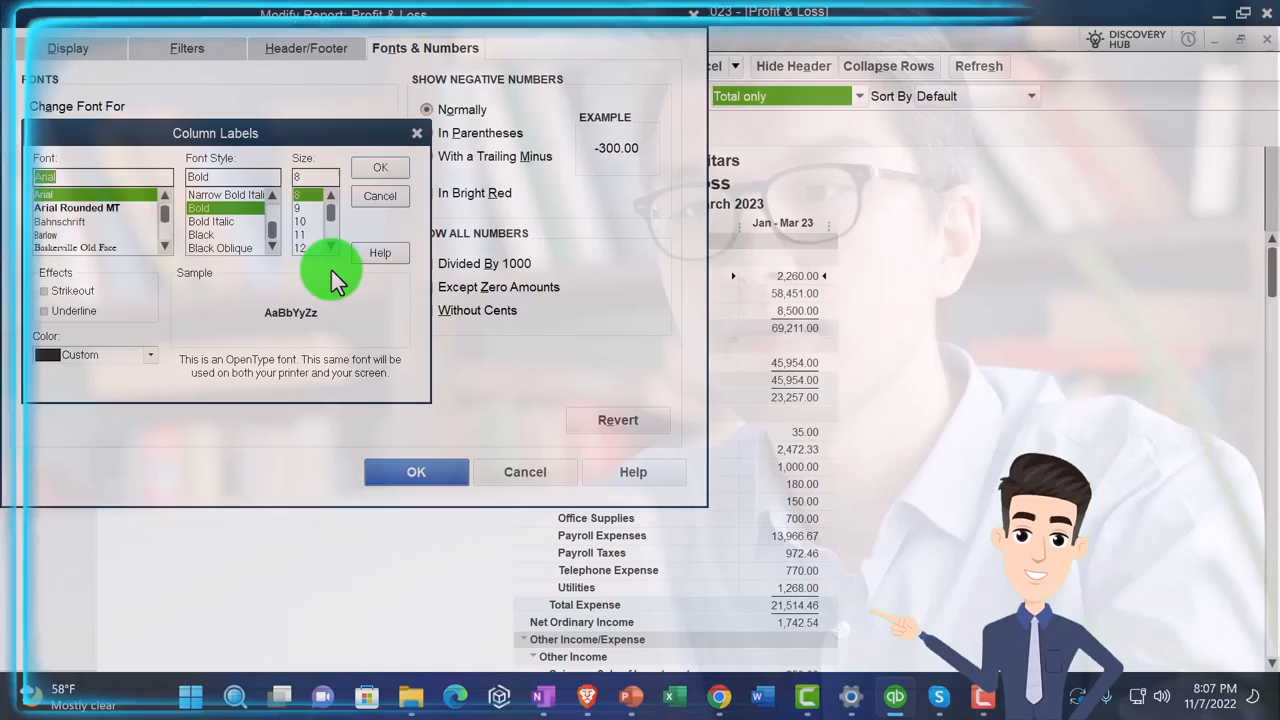 Modify Report: Profit & Loss
023 - [Profit & Loss]
DISCOVERY
HUB
Display
Filters
Header/Footer
Fonts & Numbers
cel
Hide Header
Collapse Rows
Refresh
FONTS
SHOW NEGATIVE NUMBERS
Change Font For
Normally
In Parentheses
With a Trailing Minus
In Bright Red
EXAMPLE
-300.00
Total only
Sort By Default
Column Labels
Font:
Font Style:
Size:
Arial
Bold
8
OK
Arial
Narrow Bold Itali
8
Cancel
Arial Rounded MT
Bold
9
Bahnschrift
Bold Italic
10
Barlow
Black
11
Baskerville Old Face
Black Oblique
12
Help
Effects
Sample
Strikeout
Underline
AaBbYyZz
Color:
Custom
This is an OpenType font. This same font will be
used on both your printer and your screen.
OW ALL NUMBERS
Divided By 1000
Except Zero Amounts
Without Cents
Revert
OK
Cancel
Help
itars
oss
arch 2023
Jan - Mar 23
2,260.00
58,451.00
8,500.00
69,211.00
45,954.00
45,954.00
23,257.00
35.00
2,472.33
1,000.00
180.00
150.00
Office Supplies 700.00
Payroll Expenses 13,966.67
Payroll Taxes 972.46
Telephone Expense 770.00
Utilities 1,268.00
Total Expense 21,514.46
Net Ordinary Income 1,742.54
Other Income/Expense
Other Income
58°F
Mostly clear
8:07 PM
11/7/2022